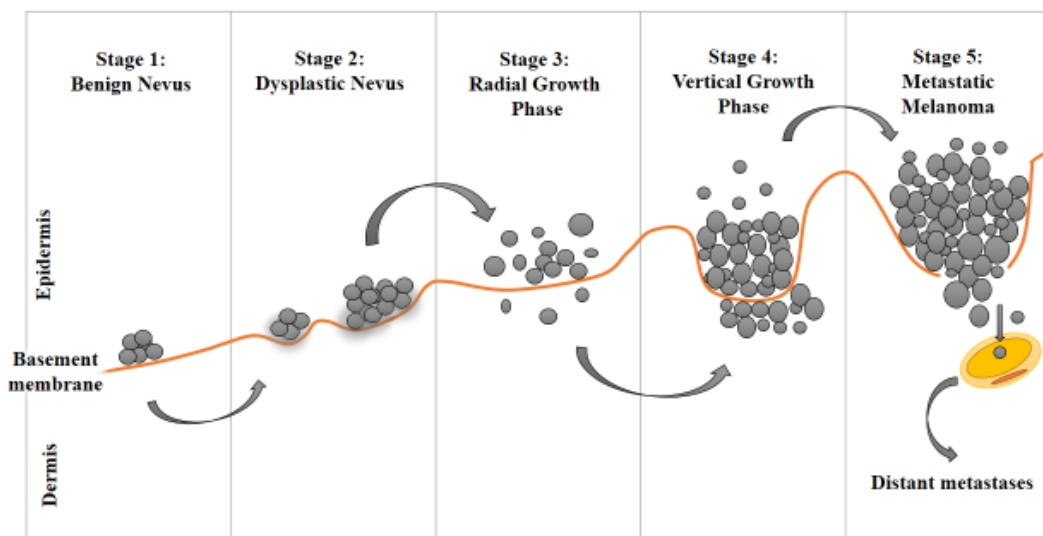 Stage 1:
Benign Nevus
Stage 2:
Dysplastic Nevus
Stage 3:
Radial Growth
Phase
Stage 4:
Vertical Growth
Phase
Stage 5:
Metastatic
Melanoma
Epidermis
Basement
membrane
Dermis
Distant metastases